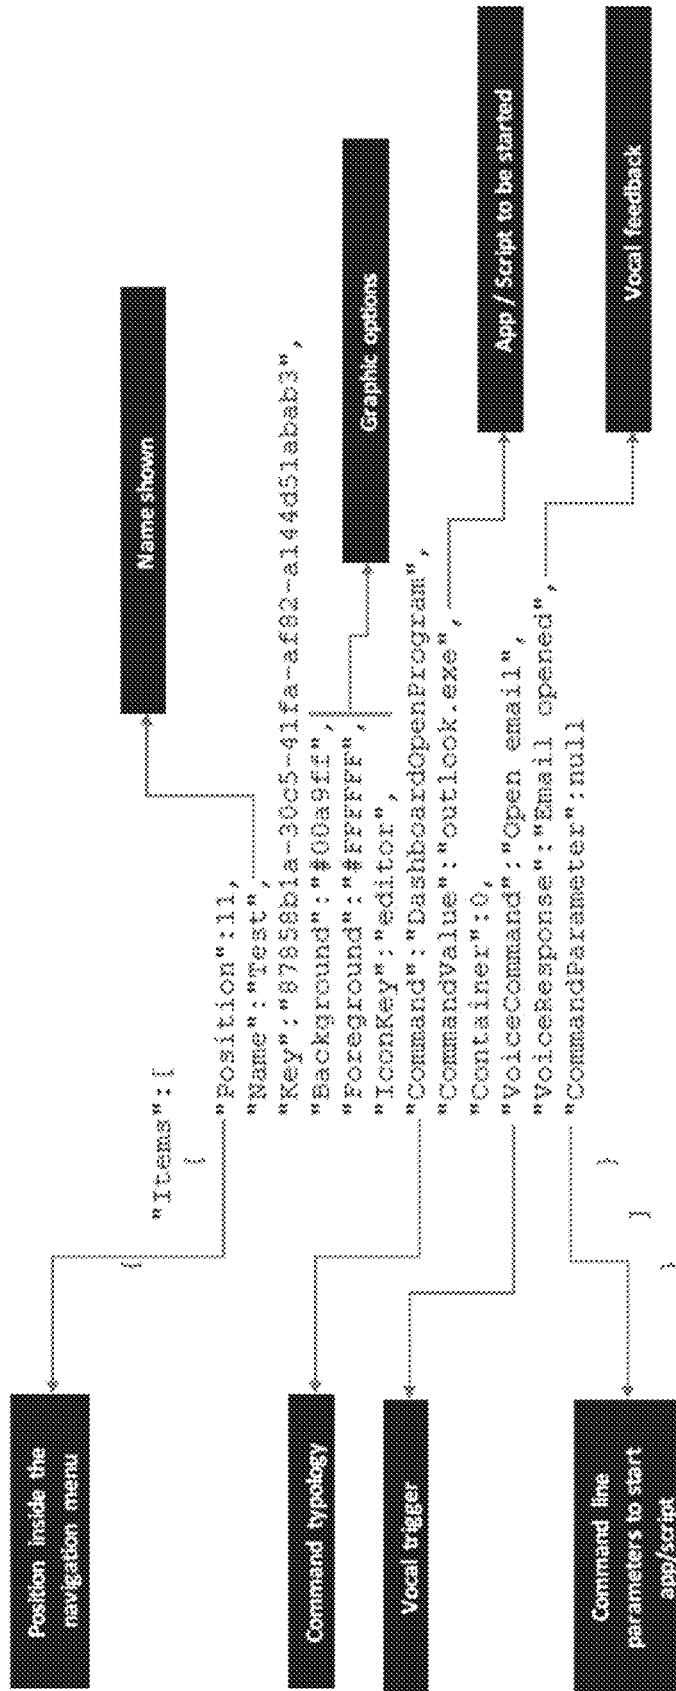 Position inside the
navigation menu
Name shown
Command typology
Graphic options
Vocal trigger
App / Script to be started
Command line
parameters to start
app/script
Vocal feedback
{
"Items":[
{
"Position":11,
"Name":"Test",
"Key":"87858b1a-30c5-41fa-af82-a144d51abab3",
"Background":"#00a9ff",
"Foreground":"#FFFFFF",
"IconKey":"editor",
"Command":"DashboardOpenProgram",
"CommandValue":"outlook.exe",
"Container":0,
"VoiceCommand":"Open email",
"VoiceResponse":"Email opened",
"CommandParameter":null
}
]
}